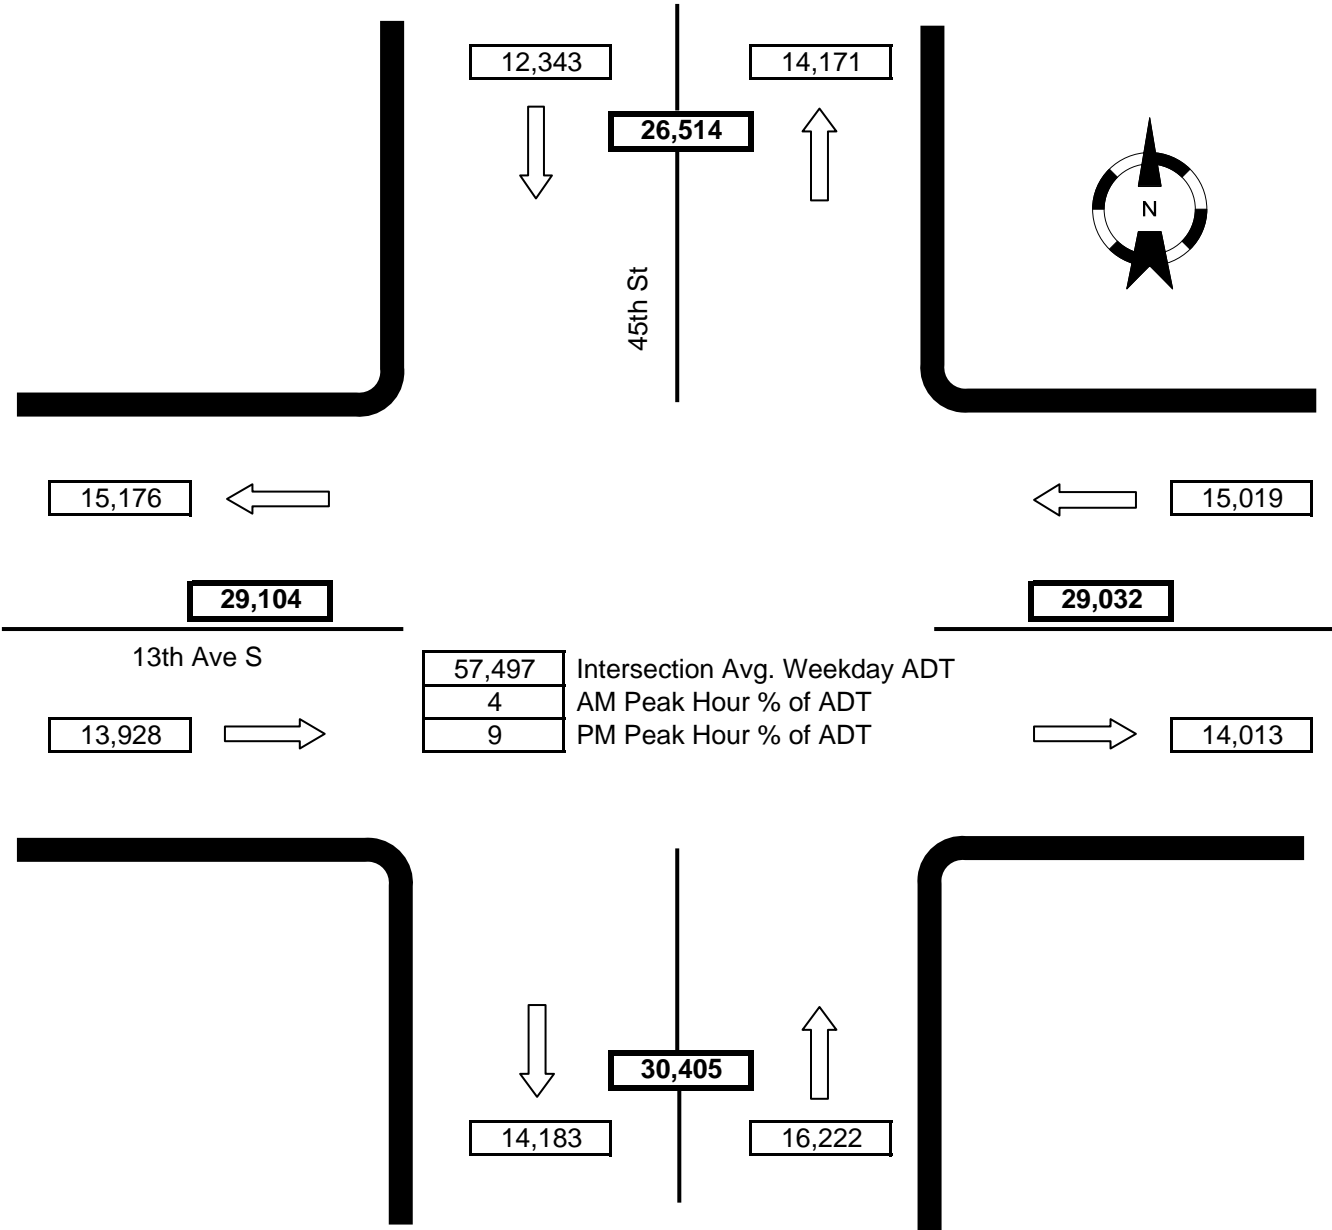 12,343
14,171
26,514
N
45th St
15,176
15,019
29,104
29,032
13th Ave S
57,497 Intersection Avg. Weekday ADT
4 AM Peak Hour % of ADT
9 PM Peak Hour % of ADT
13,928
14,013
30,405
14,183
16,222